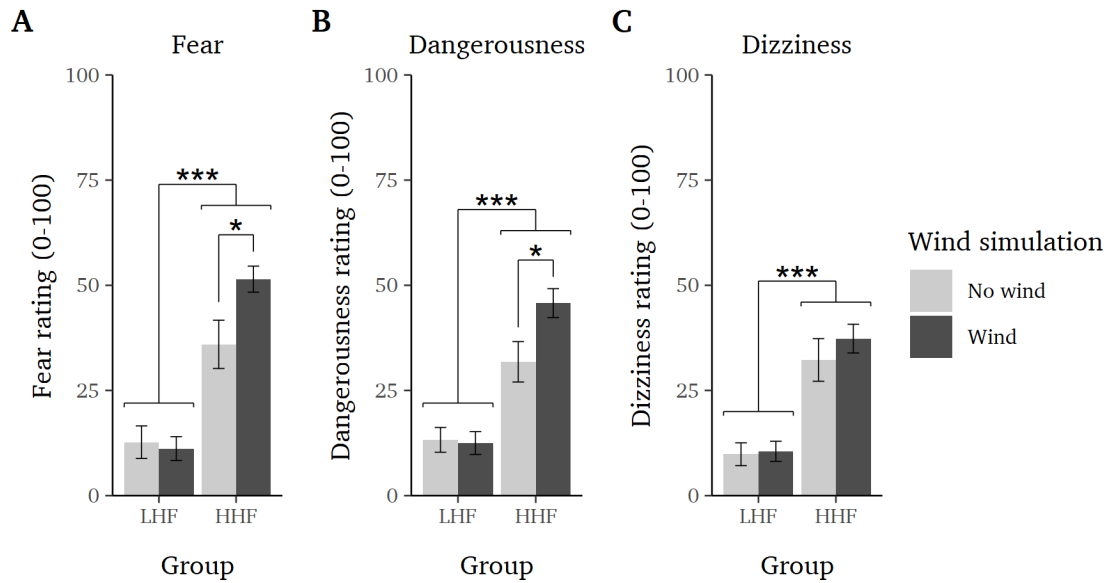 A
Fear
Fear rating (0-100)
100
75
50
25
0
***
*
LHF
HHF
Group
B
Dangerousness
Dangerousness rating (0-100)
100
75
50
25
0
***
*
LHF
HHF
Group
C
Dizziness
Dizziness rating (0-100)
100
75
50
25
0
***
LHF
HHF
Group
Wind simulation
No wind
Wind